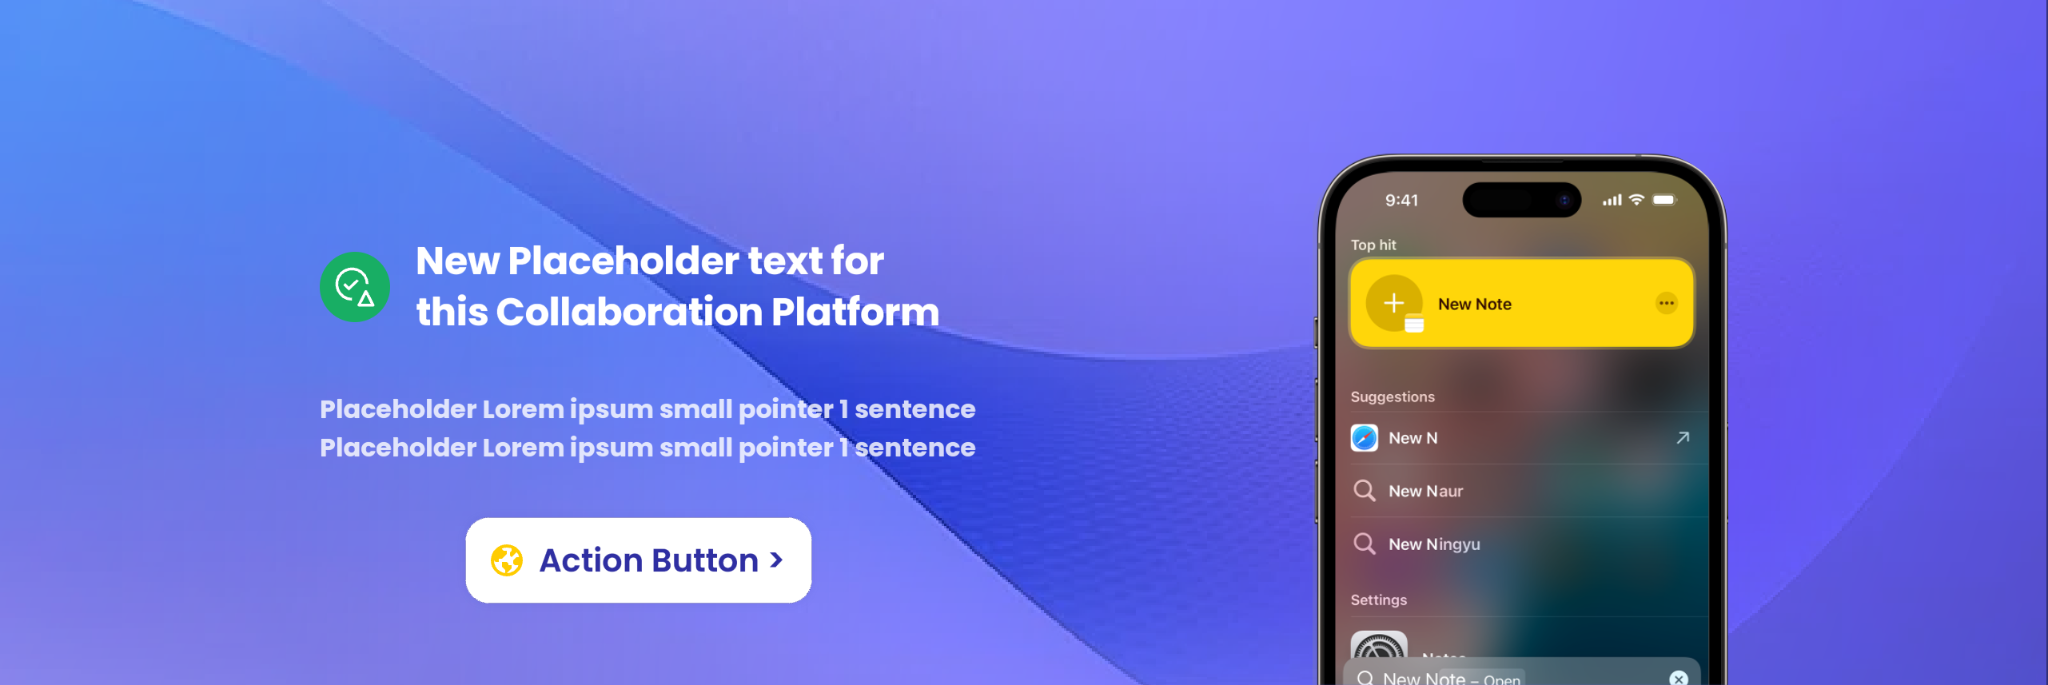 New Placeholder text for
this Collaboration Platform
Placeholder Lorem ipsum small pointer 1 sentence
Placeholder Lorem ipsum small pointer 1 sentence
Action Button >
9:41
Top hit
New Note
Suggestions
New N
New Naur
New Ningyu
Settings
Notes
New Note – Open